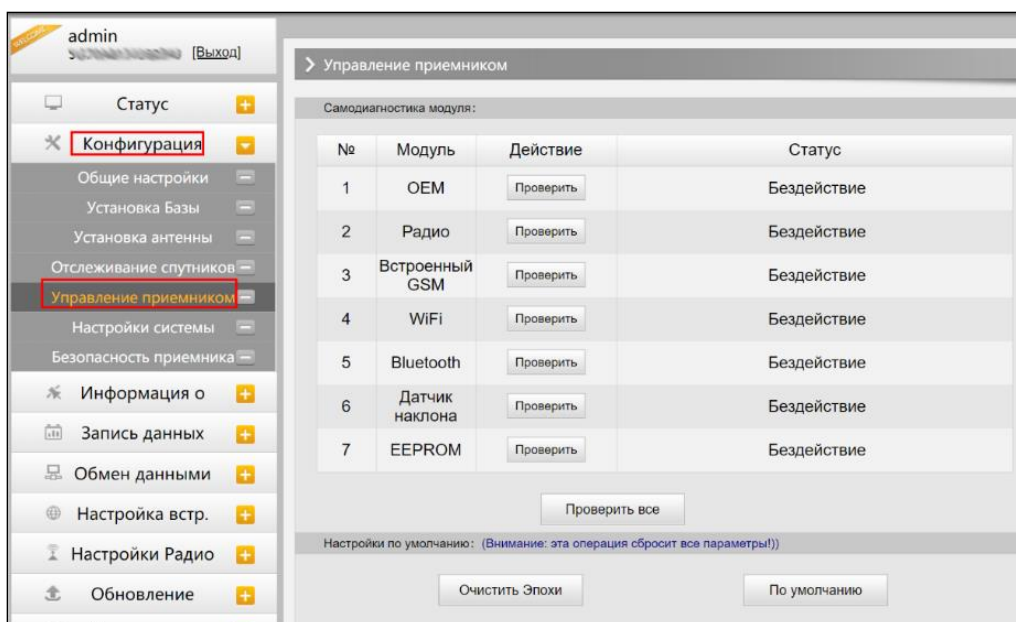 WELCOME
admin
[Выход]
Статус
Конфигурация
Общие настройки
Установка Базы
Установка антенны
Отслеживание спутников
Управление приемником
Настройки системы
Безопасность приемника
Информация о
Запись данных
Обмен данными
Настройка встр.
Настройки Радио
Обновление
Управление приемником
Самодиагностика модуля:
№ Модуль Действие Статус
1 OEM Проверить Бездействие
2 Радио Проверить Бездействие
3 Встроенный GSM Проверить Бездействие
4 WiFi Проверить Бездействие
5 Bluetooth Проверить Бездействие
6 Датчик наклона Проверить Бездействие
7 EEPROM Проверить Бездействие
Проверить все
Настройки по умолчанию: (Внимание: эта операция сбросит все параметры!))
Очистить Эпохи По умолчанию